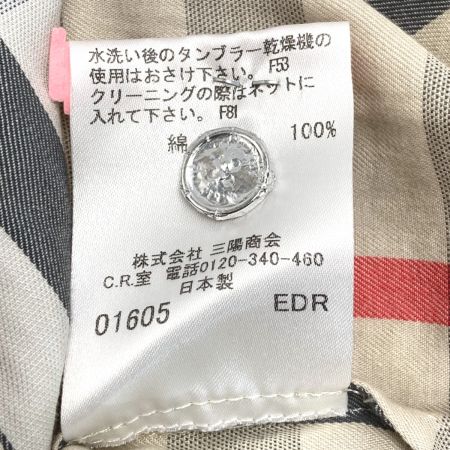 水洗い後のタンブラー乾燥機の
使用はおさけ下さい。 F53
クリーニングの際はネットに
入れて下さい。 F81
綿 100%
株式会社 三陽商会
C.R.室 電話0120-340-460
日本製
01605 EDR